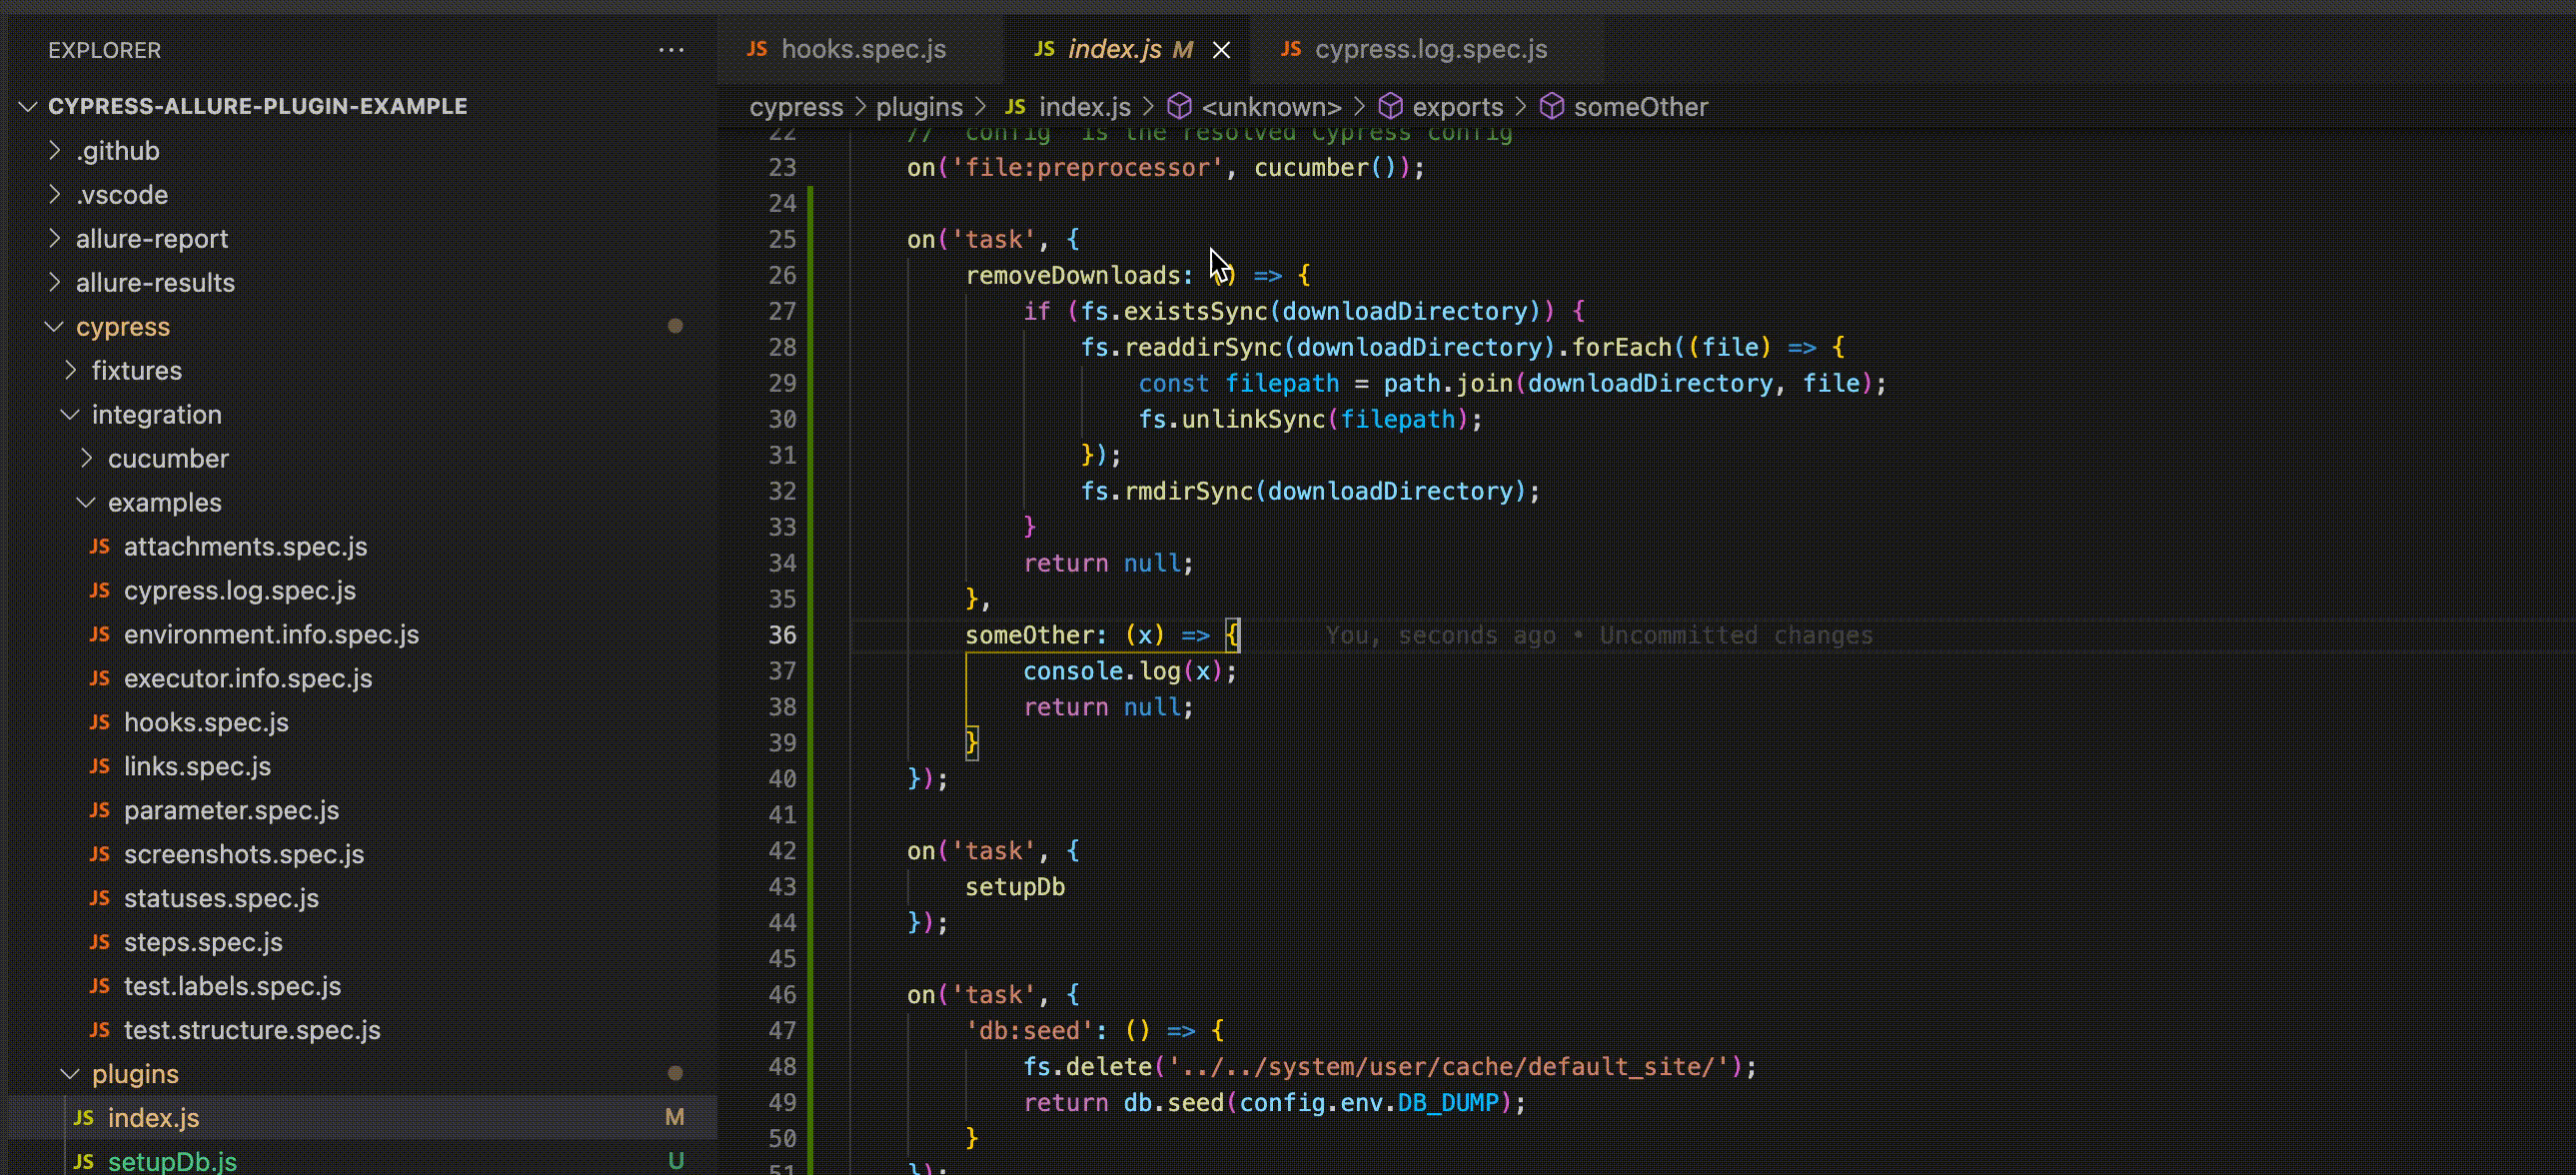 EXPLORER
...
CYPRESS-ALLURE-PLUGIN-EXAMPLE
.github
.vscode
allure-report
allure-results
cypress
fixtures
integration
cucumber
examples
JS attachments.spec.js
JS cypress.log.spec.js
JS environment.info.spec.js
JS executor.info.spec.js
JS hooks.spec.js
JS links.spec.js
JS parameter.spec.js
JS screenshots.spec.js
JS statuses.spec.js
JS steps.spec.js
JS test.labels.spec.js
JS test.structure.spec.js
plugins
JS index.js M
JS setupDb.js U
JS hooks.spec.js JS index.js M JS cypress.log.spec.js
cypress > plugins > JS index.js > <unknown> > exports > someOther
22 // config is the resolved Cypress config
23 on('file:preprocessor', cucumber());
24
25 on('task', {
26 removeDownloads: () => {
27 if (fs.existsSync(downloadDirectory)) {
28 fs.readdirSync(downloadDirectory).forEach((file) => {
29 const filepath = path.join(downloadDirectory, file);
30 fs.unlinkSync(filepath);
31 });
32 fs.rmdirSync(downloadDirectory);
33 }
34 return null;
35 },
36 someOther: (x) => { You, seconds ago • Uncommitted changes
37 console.log(x);
38 return null;
39 }
40 });
41
42 on('task', {
43 setupDb
44 });
45
46 on('task', {
47 'db:seed': () => {
48 fs.delete('../../system/user/cache/default_site/');
49 return db.seed(config.env.DB_DUMP);
50 }
51 });